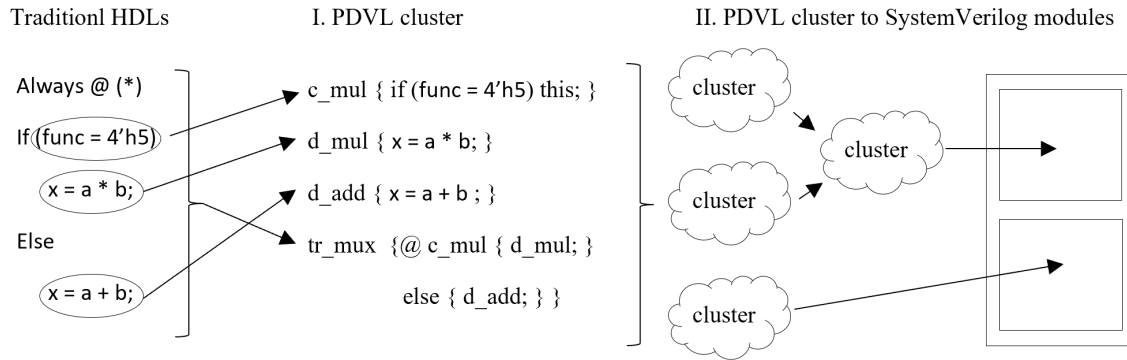 Traditionl HDLs
I. PDVL cluster
II. PDVL cluster to SystemVerilog modules
Always @ (*)
If (func = 4’h5)
x = a * b;
Else
x = a + b;
c_mul { if (func = 4’h5) this; }
d_mul { x = a * b; }
d_add { x = a + b ; }
tr_mux {@ c_mul { d_mul; }
else { d_add; } }
cluster
cluster
cluster
cluster